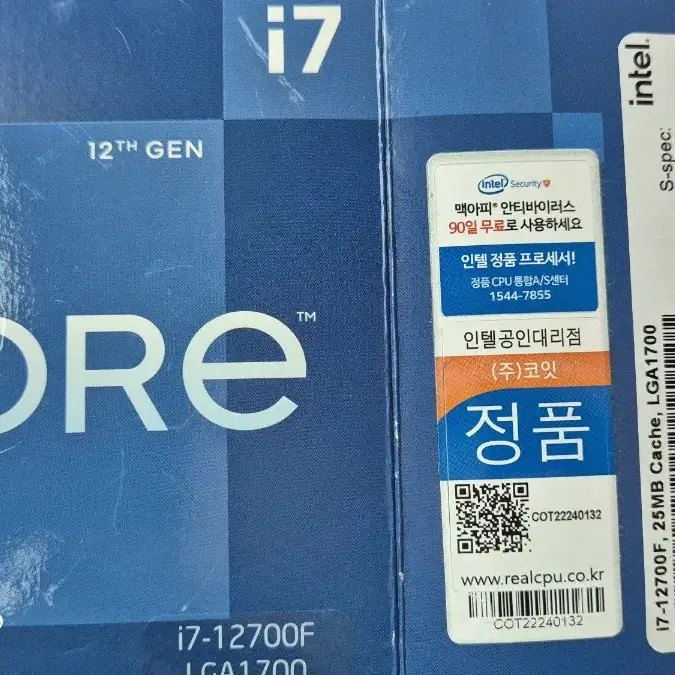 i7
12TH GEN
ORe™
i7-12700F
LGA1700
intel Security
맥아피® 안티바이러스
90일 무료로 사용하세요
인텔 정품 프로세서!
정품 CPU 통합A/S센터
1544-7855
인텔공인대리점
(주)코잇
정품
COT22240132
www.realcpu.co.kr
COT22240132
intel.
S-spec:
i7-12700F, 25MB Cache, LGA1700